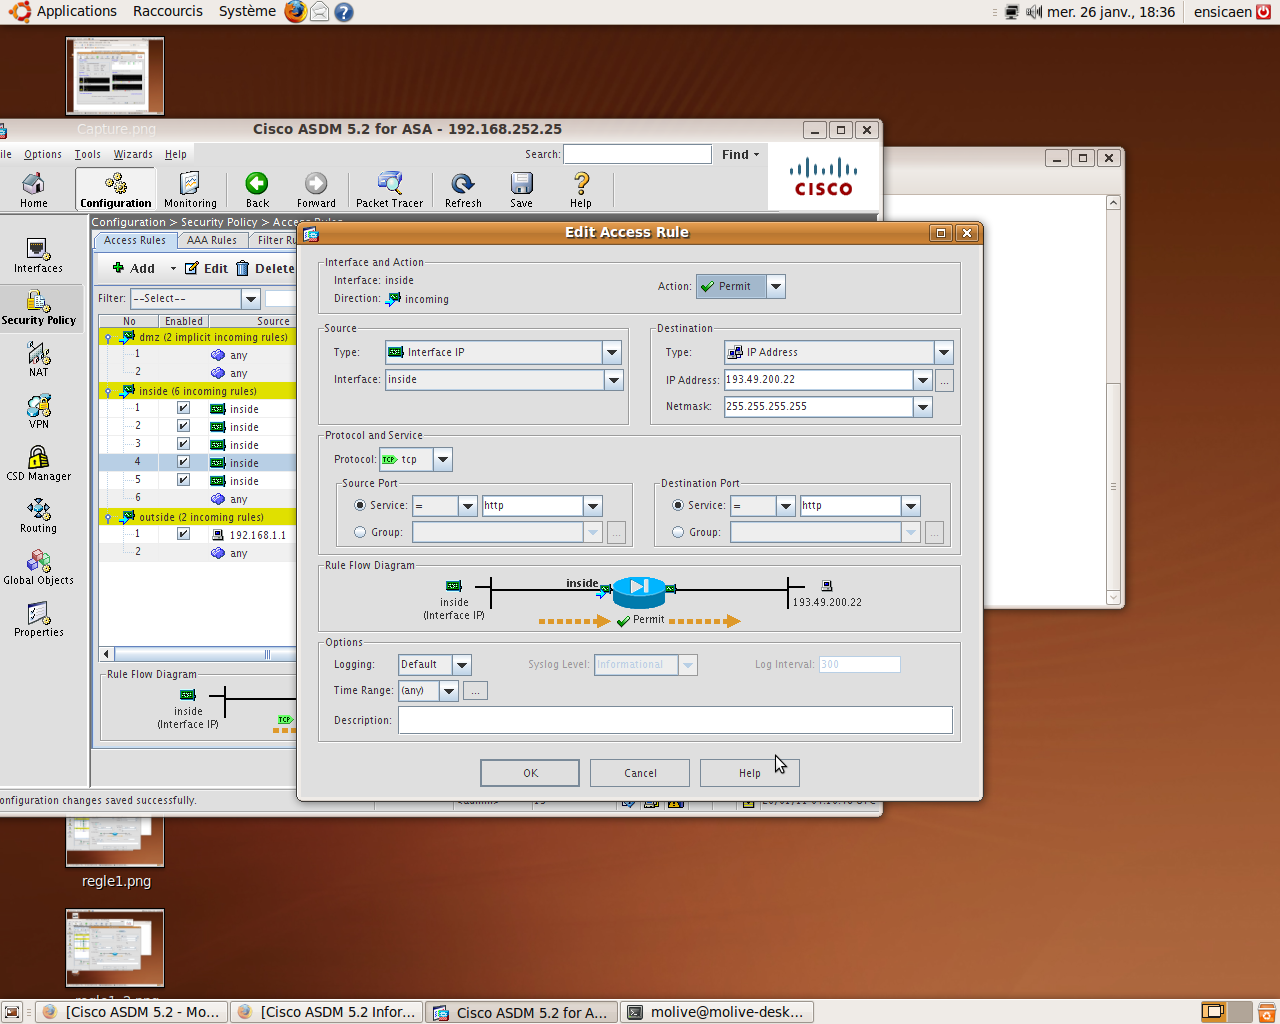 Applications Raccourcis Système mer. 26 janv., 18:36 ensicaen
Capture.png
Cisco ASDM 5.2 for ASA - 192.168.252.25
ile Options Tools Wizards Help Search: Find
Home Configuration Monitoring Back Forward Packet Tracer Refresh Save Help
CISCO
Configuration > Security Policy > Access Rules
Access Rules AAA Rules Filter Ru
Add Edit Delete
Filter: --Select--
No Enabled Source
dmz (2 implicit incoming rules)
1 any
2 any
inside (6 incoming rules)
1 inside
2 inside
3 inside
4 inside
5 inside
6 any
outside (2 incoming rules)
1 192.168.1.1
2 any
Rule Flow Diagram
inside
(Interface IP)
TCP
Interfaces
Security Policy
NAT
VPN
CSD Manager
Routing
Global Objects
Properties
onfiguration changes saved successfully.
Edit Access Rule
Interface and Action
Interface: inside
Direction: incoming
Action: Permit
Source
Type: Interface IP
Interface: inside
Destination
Type: IP Address
IP Address: 193.49.200.22 ...
Netmask: 255.255.255.255
Protocol and Service
Protocol: TCP tcp
Source Port
Service: = http
Group: ...
Destination Port
Service: = http
Group: ...
Rule Flow Diagram
inside
(Interface IP)
inside
Permit
193.49.200.22
Options
Logging: Default Syslog Level: Informational Log Interval: 300
Time Range: (any) ...
Description:
OK Cancel Help
regle1.png
[Cisco ASDM 5.2 - Mo... [Cisco ASDM 5.2 Infor... Cisco ASDM 5.2 for A... molive@molive-desk...